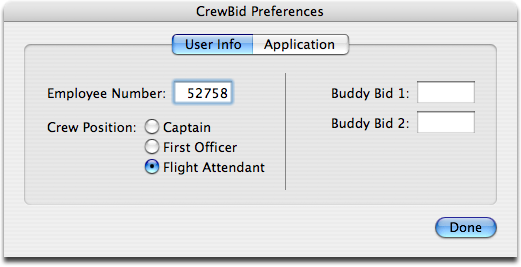 CrewBid Preferences
User Info Application
Employee Number: 52758
Crew Position: Captain
First Officer
Flight Attendant
Buddy Bid 1:
Buddy Bid 2:
Done